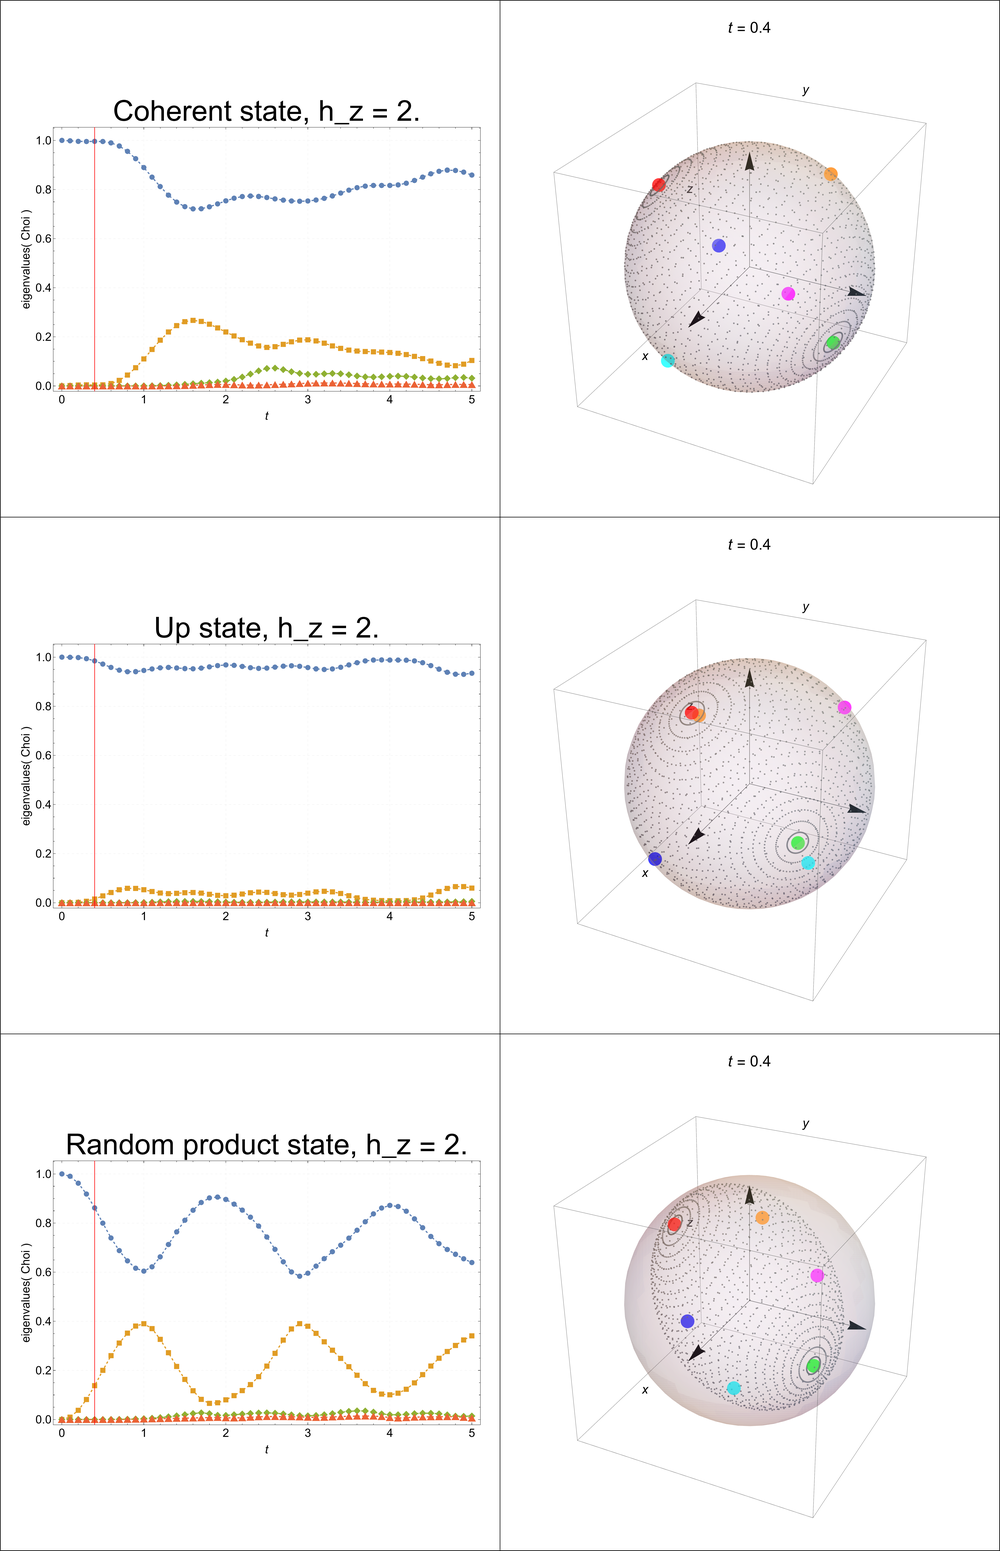 t = 0.4
Coherent state, h_z = 2.
eigenvalues( Choi )
1.0
0.8
0.6
0.4
0.2
0.0
0 1 2 3 4 5
t
y
z
x
t = 0.4
Up state, h_z = 2.
eigenvalues( Choi )
1.0
0.8
0.6
0.4
0.2
0.0
0 1 2 3 4 5
t
y
z
x
t = 0.4
Random product state, h_z = 2.
eigenvalues( Choi )
1.0
0.8
0.6
0.4
0.2
0.0
0 1 2 3 4 5
t
y
z
x